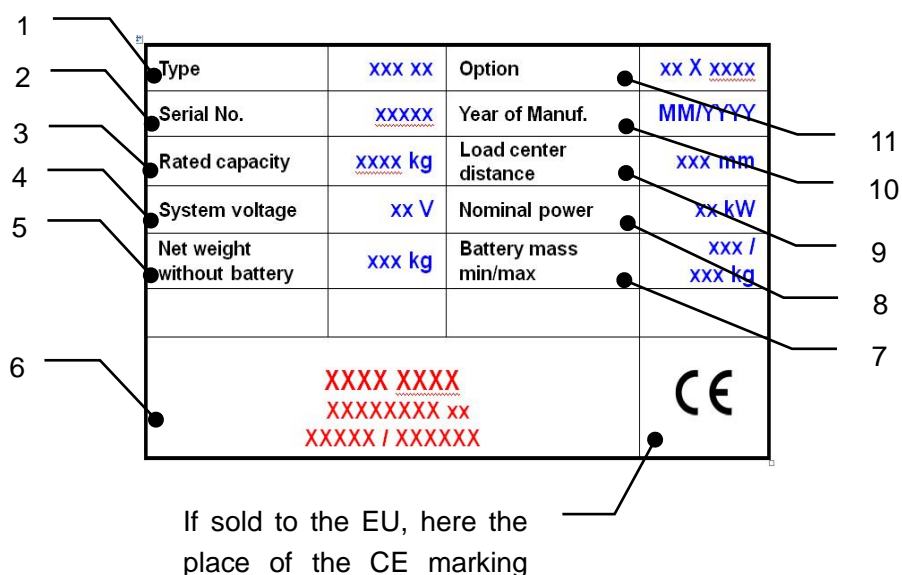 1
2
3
4
5
6
Type xxx xx Option xx X xxxx
Serial No. xxxxx Year of Manuf. MM/YYYY
Rated capacity xxxx kg Load center distance xxx mm
System voltage xx V Nominal power xx kW
Net weight without battery xxx kg Battery mass min/max xxx / xxx kg
XXXX XXXX
XXXXXXXX xx
XXXXX / XXXXXX
CE
11
10
9
8
7
If sold to the EU, here the
place of the CE marking